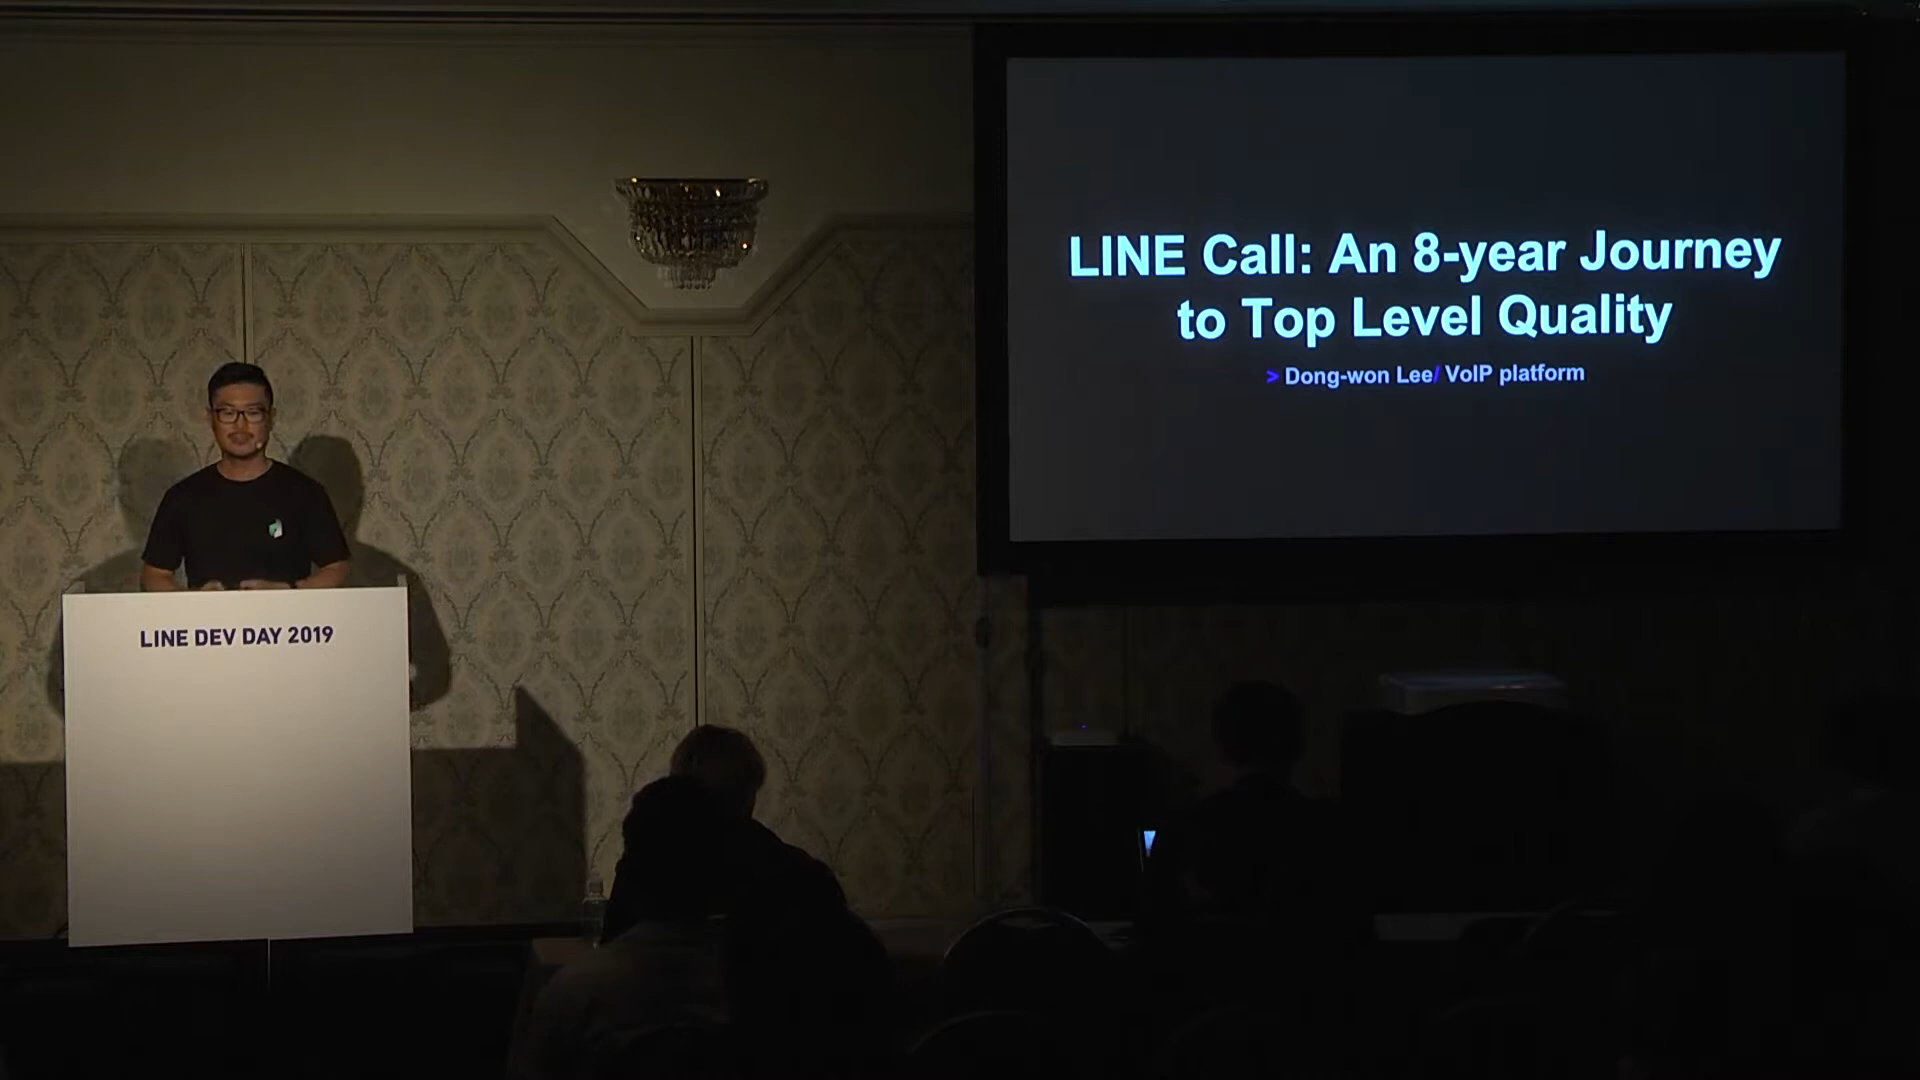 LINE Call: An 8-year Journey
to Top Level Quality
> Dong-won Lee/ VoIP platform
LINE DEV DAY 2019